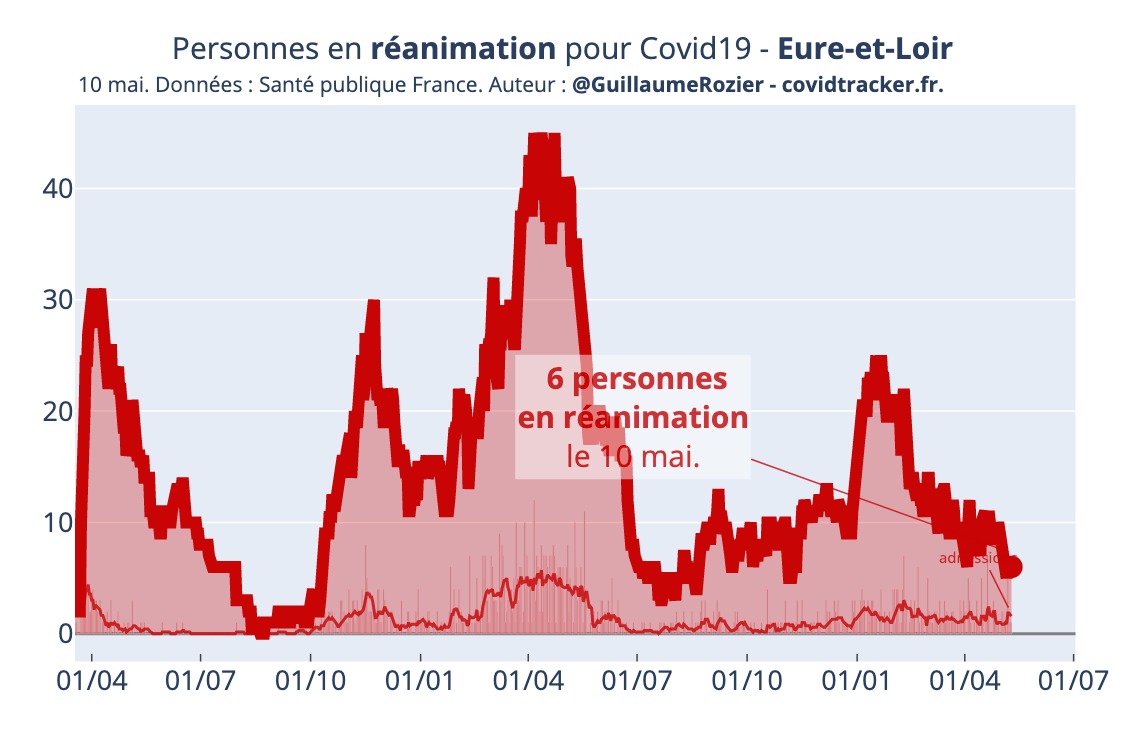 Personnes en réanimation pour Covid19 - Eure-et-Loir
10 mai. Données : Santé publique France. Auteur : @GuillaumeRozier - covidtracker.fr.
40
30
20
10
0
6 personnes
en réanimation
le 10 mai.
01/04 01/07 01/10 01/01 01/04 01/07 01/10 01/01 01/04 01/07